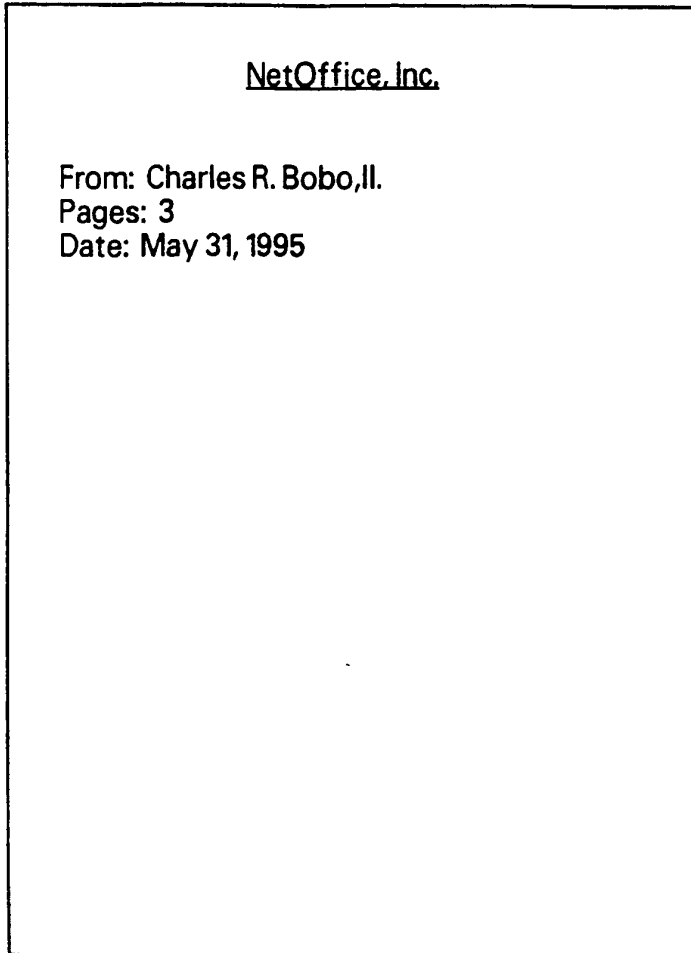 NetOffice, Inc.
From: Charles R. Bobo,II.
Pages: 3
Date: May 31, 1995